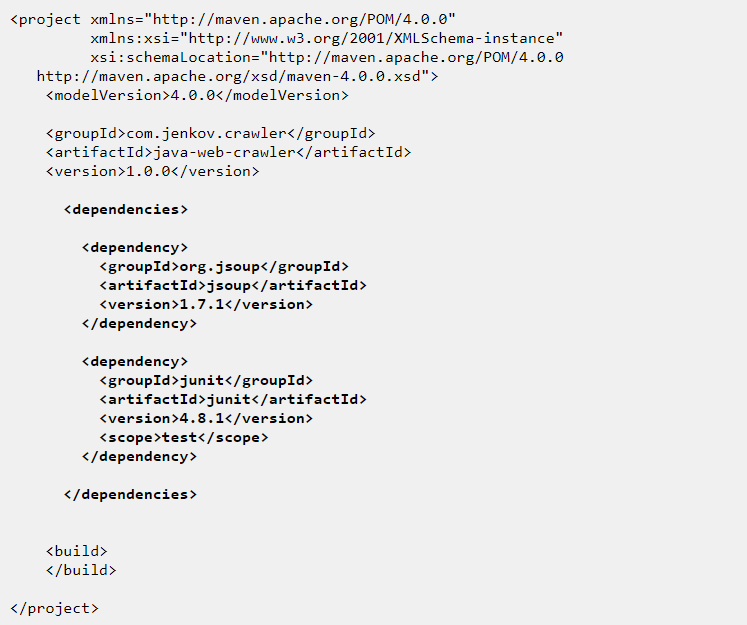 <project xmlns="http://maven.apache.org/POM/4.0.0"
         xmlns:xsi="http://www.w3.org/2001/XMLSchema-instance"
         xsi:schemaLocation="http://maven.apache.org/POM/4.0.0
   http://maven.apache.org/xsd/maven-4.0.0.xsd">
    <modelVersion>4.0.0</modelVersion>

    <groupId>com.jenkov.crawler</groupId>
    <artifactId>java-web-crawler</artifactId>
    <version>1.0.0</version>

      <dependencies>

        <dependency>
          <groupId>org.jsoup</groupId>
          <artifactId>jsoup</artifactId>
          <version>1.7.1</version>
        </dependency>

        <dependency>
          <groupId>junit</groupId>
          <artifactId>junit</artifactId>
          <version>4.8.1</version>
          <scope>test</scope>
        </dependency>

      </dependencies>


    <build>
    </build>

</project>